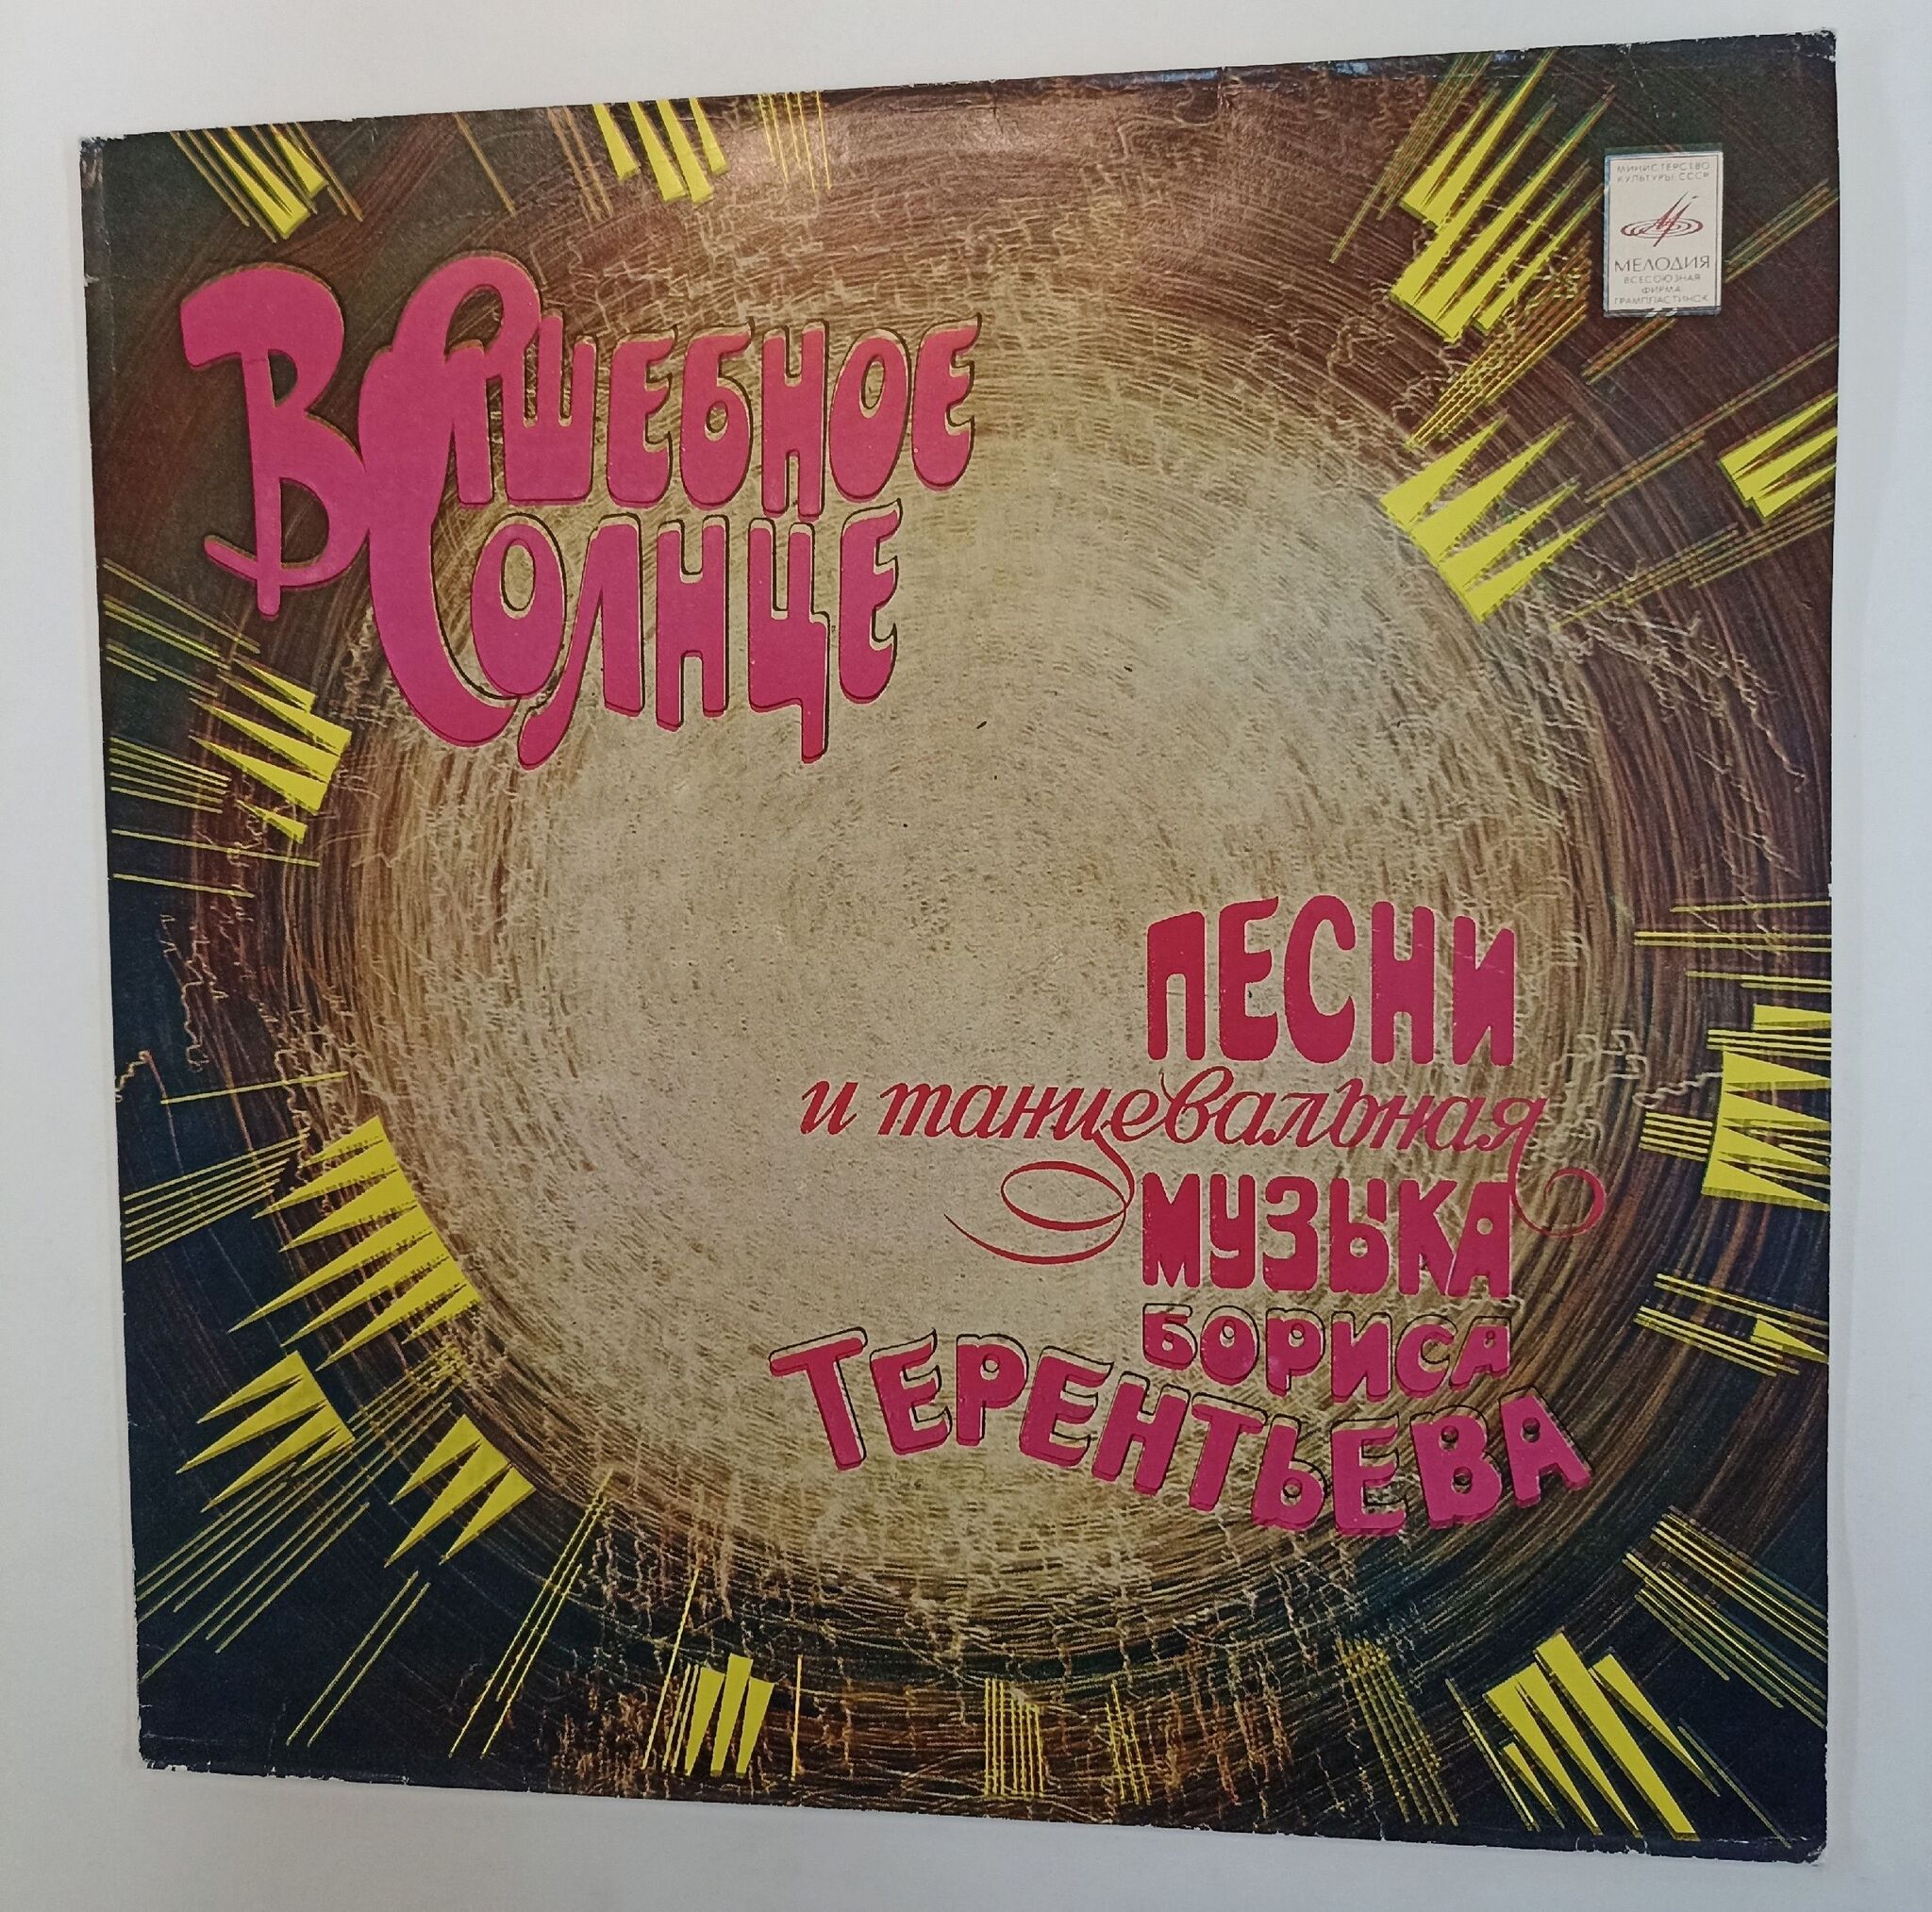 МИНИСТЕРСТВО
КУЛЬТУРЫ СССР
МЕЛОДИЯ
ВСЕСОЮЗНАЯ
ФИРМА
ГРАМПЛАСТИНОК
ВОЛШЕБНОЕ
СОЛНЦЕ
ПЕСНИ
и танцевальная
МУЗЫКА
БОРИСА
ТЕРЕНТЬЕВА